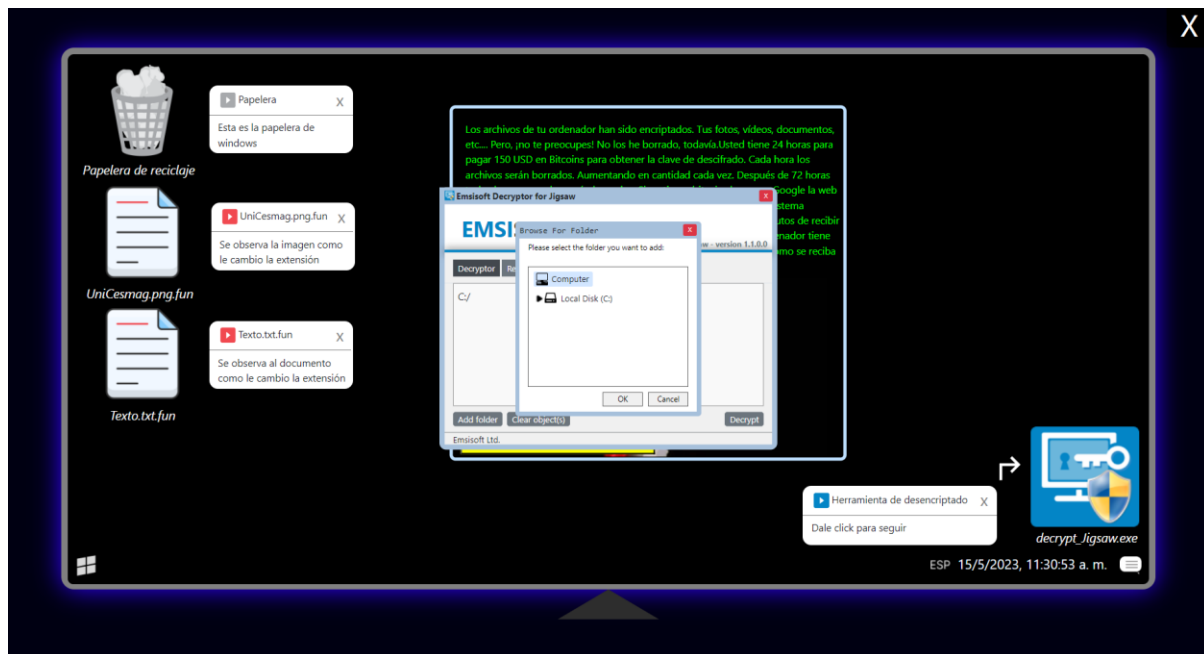 X
Papelera X
Esta es la papelera de
windows
Papelera de reciclaje
UniCesmag.png.fun X
Se observa la imagen como
le cambio la extensión
UniCesmag.png.fun
Texto.txt.fun X
Se observa al documento
como le cambio la extensión
Texto.txt.fun
Los archivos de tu ordenador han sido encriptados. Tus fotos, vídeos, documentos,
etc.... Pero, ¡no te preocupes! No los he borrado, todavía.Usted tiene 24 horas para
pagar 150 USD en Bitcoins para obtener la clave de descifrado. Cada hora los
archivos serán borrados. Aumentando en cantidad cada vez. Después de 72 horas
Google la web
de recibir
tiene
se reciba
Emsisoft Decryptor for Jigsaw X
EMSIS
- version 1.1.0.0
Decryptor
C:/
Browse For Folder X
Please select the folder you want to add:
Computer
Local Disk (C:)
OK Cancel
Add folder Clear object(s) Decrypt
Emsisoft Ltd.
Herramienta de desencriptado X
Dale click para seguir
decrypt_Jigsaw.exe
ESP 15/5/2023, 11:30:53 a. m.